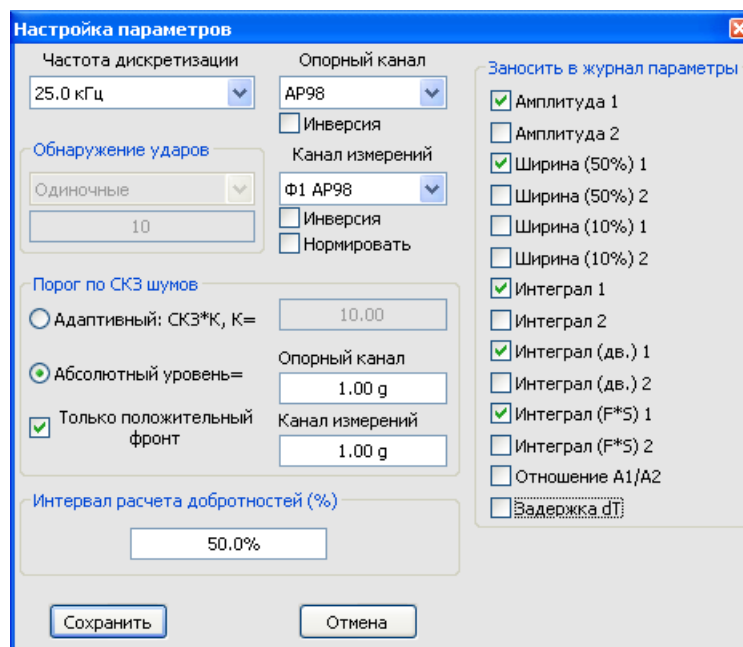 Настройка параметров
Частота дискретизации
25.0 кГц
Опорный канал
АР98
Инверсия
Обнаружение ударов
Одиночные
10
Канал измерений
Ф1 АР98
Инверсия
Нормировать
Порог по СКЗ шумов
Адаптивный: СКЗ*К, К=
10.00
Абсолютный уровень=
Опорный канал
1.00 g
Только положительный
фронт
Канал измерений
1.00 g
Интервал расчета добротностей (%)
50.0%
Заносить в журнал параметры
Амплитуда 1
Амплитуда 2
Ширина (50%) 1
Ширина (50%) 2
Ширина (10%) 1
Ширина (10%) 2
Интеграл 1
Интеграл 2
Интеграл (дв.) 1
Интеграл (дв.) 2
Интеграл (F*S) 1
Интеграл (F*S) 2
Отношение A1/A2
Задержка dT
Сохранить
Отмена